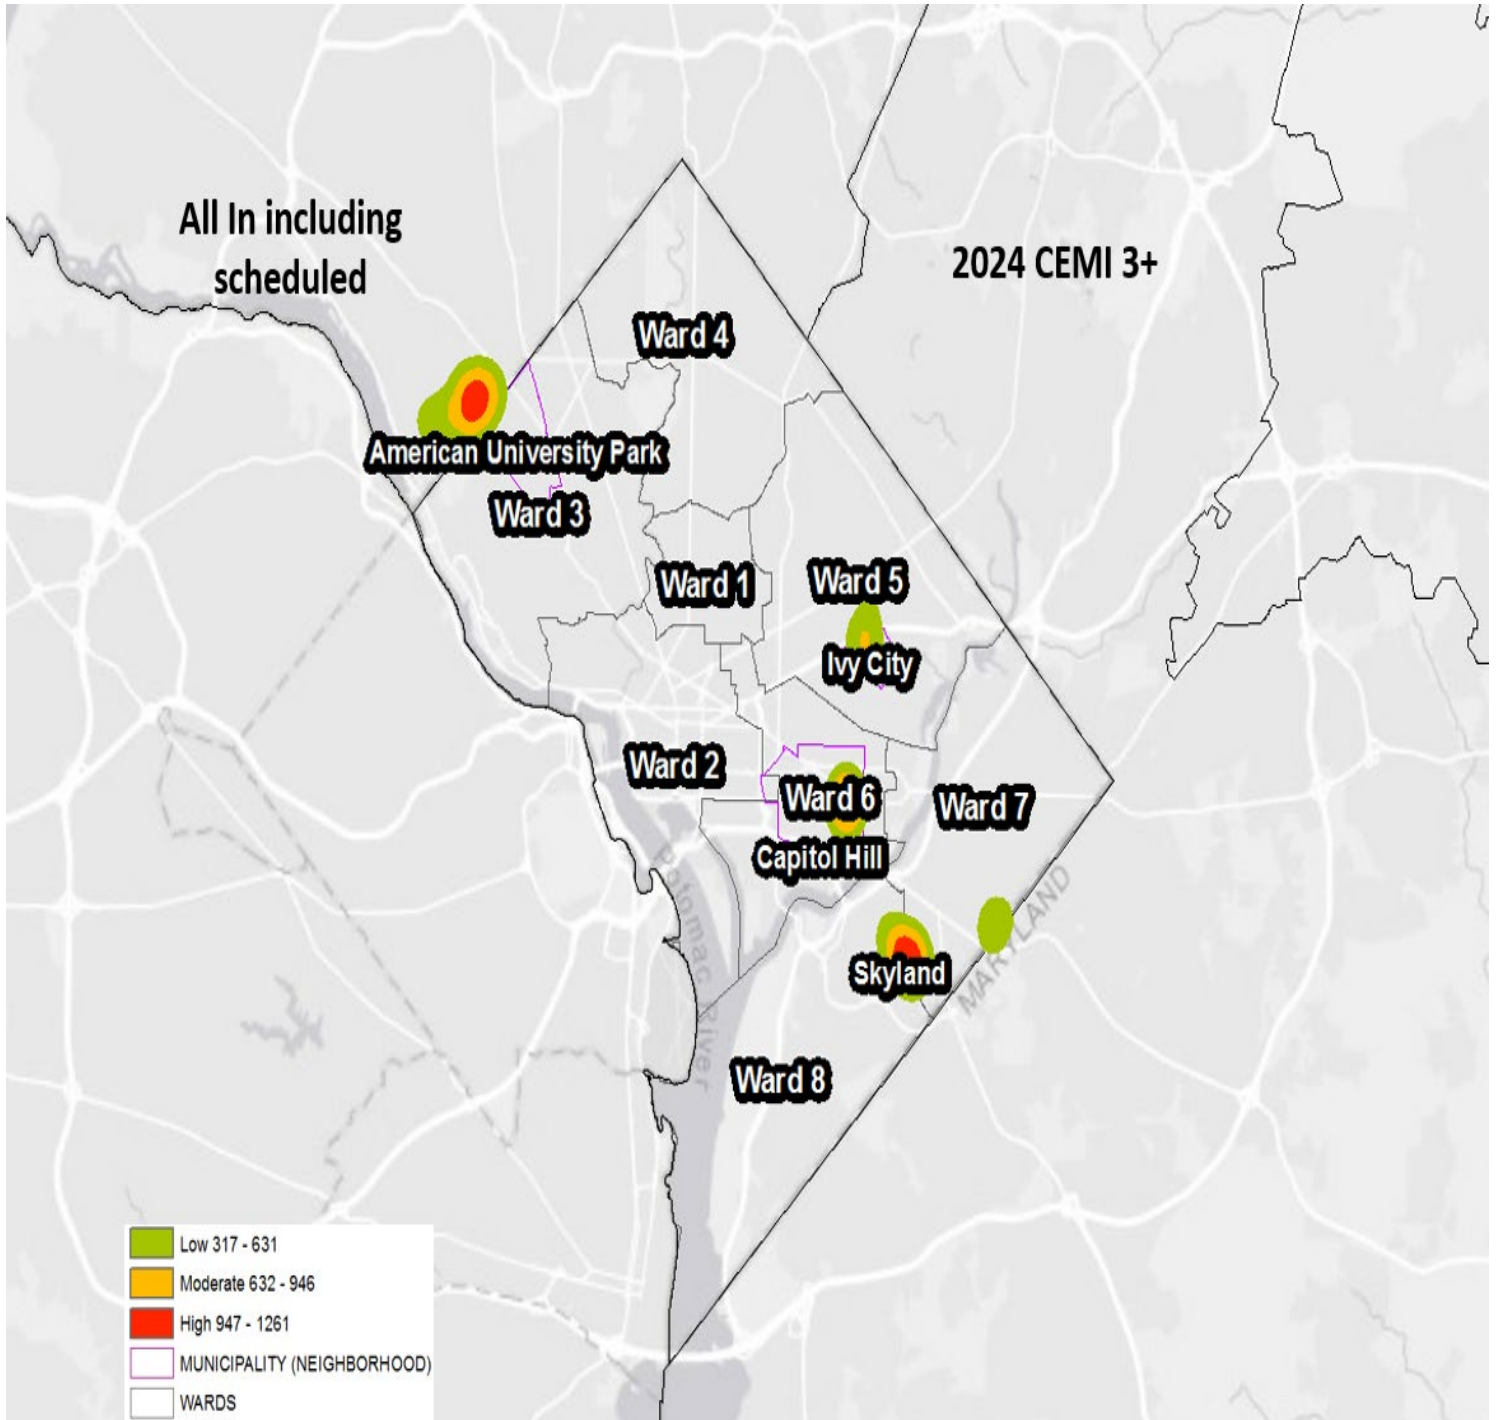 All In including
scheduled
2024 CEMI 3+
Ward 4
American University Park
Ward 3
Ward 1
Ward 5
Ivy City
Ward 2
Ward 6
Ward 7
Capitol Hill
Potomac River
MARYLAND
Skyland
Ward 8
Low 317 - 631
Moderate 632 - 946
High 947 - 1261
MUNICIPALITY (NEIGHBORHOOD)
WARDS